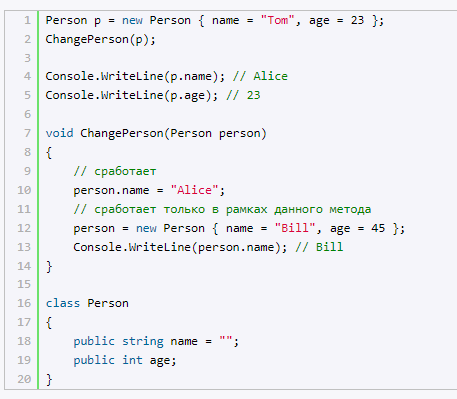 1 Person p = new Person { name = "Tom", age = 23 };
2 ChangePerson(p);
3
4 Console.WriteLine(p.name); // Alice
5 Console.WriteLine(p.age); // 23
6
7 void ChangePerson(Person person)
8 {
9     // сработает
10     person.name = "Alice";
11     // сработает только в рамках данного метода
12     person = new Person { name = "Bill", age = 45 };
13     Console.WriteLine(person.name); // Bill
14 }
15
16 class Person
17 {
18     public string name = "";
19     public int age;
20 }